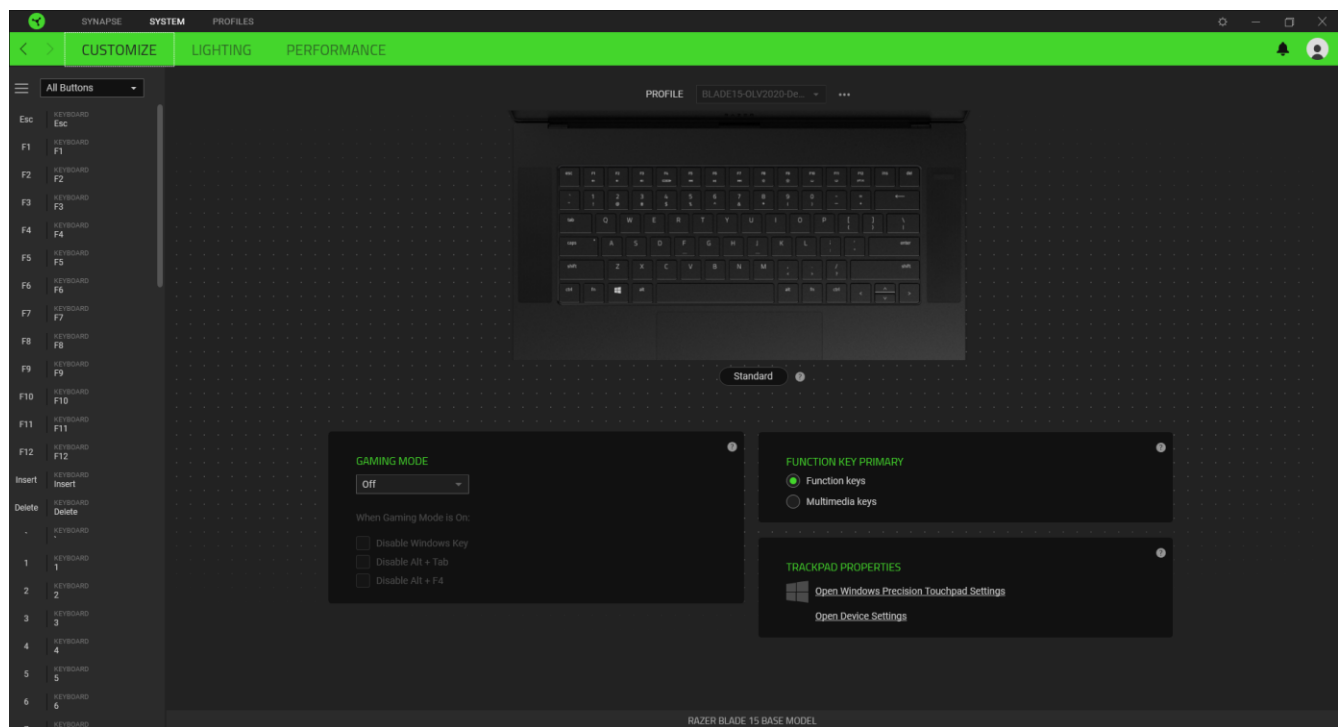 SYNAPSE SYSTEM PROFILES
CUSTOMIZE LIGHTING PERFORMANCE
All Buttons
PROFILE BLADE15-OLV2020-De...
Esc KEYBOARD
Esc
F1 KEYBOARD
F1
F2 KEYBOARD
F2
F3 KEYBOARD
F3
F4 KEYBOARD
F4
F5 KEYBOARD
F5
F6 KEYBOARD
F6
F7 KEYBOARD
F7
F8 KEYBOARD
F8
F9 KEYBOARD
F9
F10 KEYBOARD
F10
F11 KEYBOARD
F11
F12 KEYBOARD
F12
Insert KEYBOARD
Insert
Delete KEYBOARD
Delete
KEYBOARD
1 KEYBOARD
1
2 KEYBOARD
2
3 KEYBOARD
3
4 KEYBOARD
4
5 KEYBOARD
5
6 KEYBOARD
6
KEYBOARD
Q W E R T Y U I O P
A S D F G H J K L
Z X C V B N M
Standard
GAMING MODE
Off
When Gaming Mode is On:
Disable Windows Key
Disable Alt + Tab
Disable Alt + F4
FUNCTION KEY PRIMARY
Function keys
Multimedia keys
TRACKPAD PROPERTIES
Open Windows Precision Touchpad Settings
Open Device Settings
RAZER BLADE 15 BASE MODEL